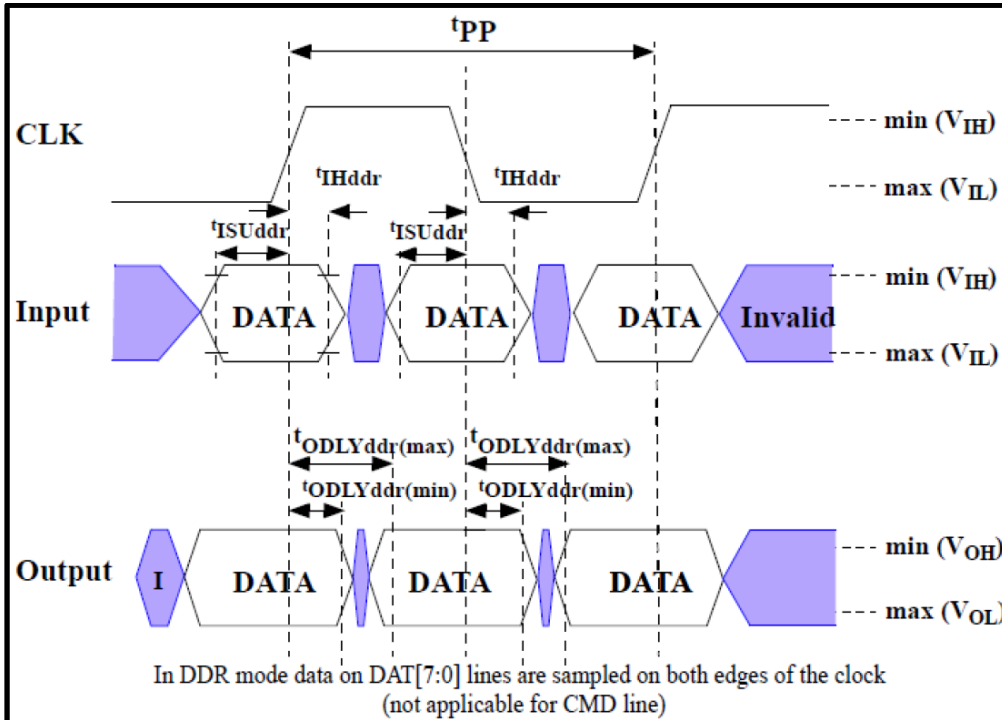 tPP
CLK
min (VIH)
tIHddr
tIHddr
max (VIL)
tISUddr
tISUddr
min (VIH)
Input
DATA
DATA
DATA
Invalid
max (VIL)
tODLYddr(max)
tODLYddr(max)
tODLYddr(min)
tODLYddr(min)
min (VOH)
Output
I
DATA
DATA
DATA
max (VOL)
In DDR mode data on DAT[7:0] lines are sampled on both edges of the clock
(not applicable for CMD line)